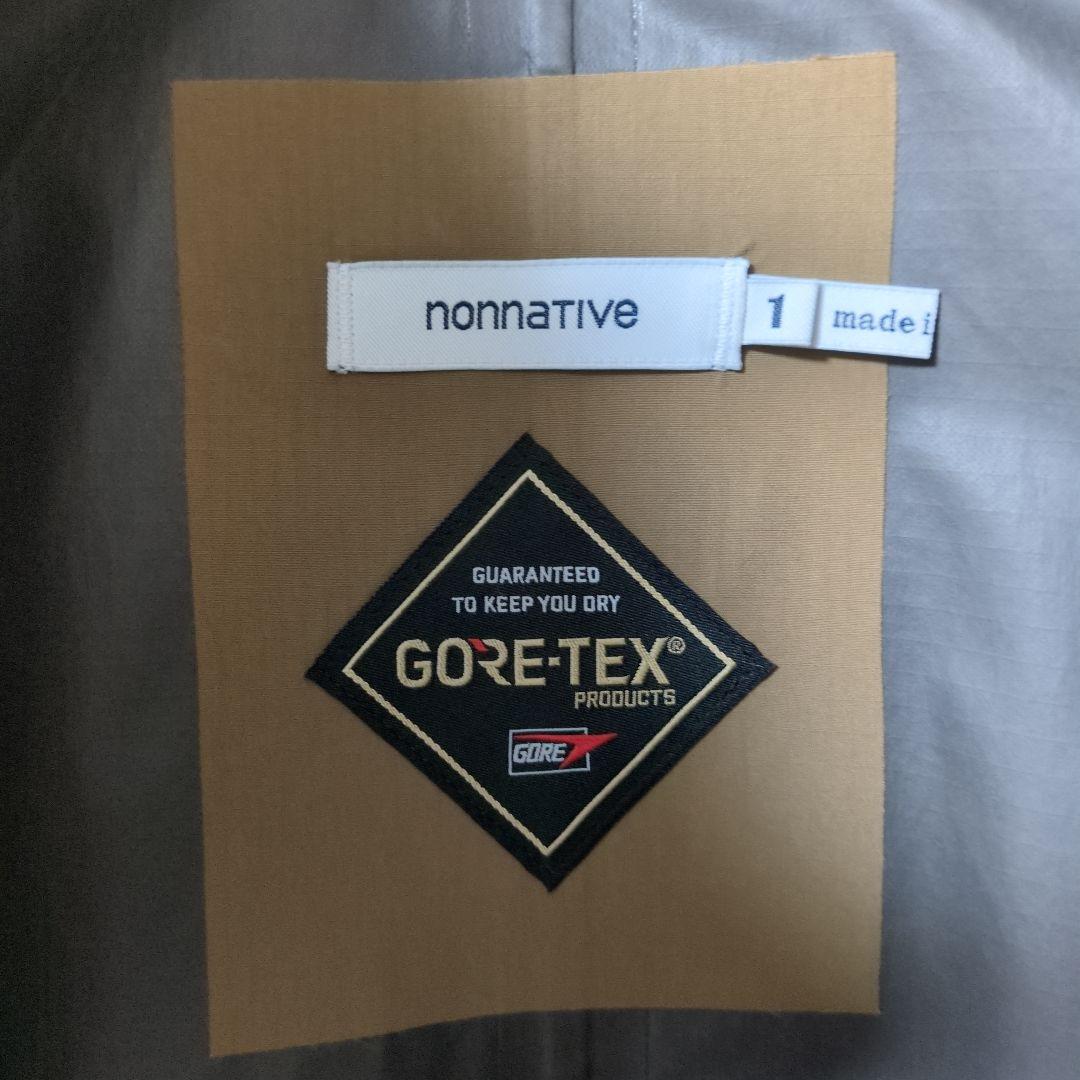 nonnative
1
made i
GUARANTEED
TO KEEP YOU DRY
GORE-TEX®
PRODUCTS
GORE